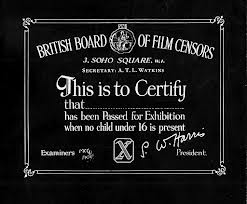 BRITISH BOARD OF FILM CENSORS
3, SOHO SQUARE, W.1.
SECRETARY: A. T. L. WATKINS
This is to Certify
that
has been Passed for Exhibition
when no child under 16 is present
Examiners
X
S. W. Harris
President.